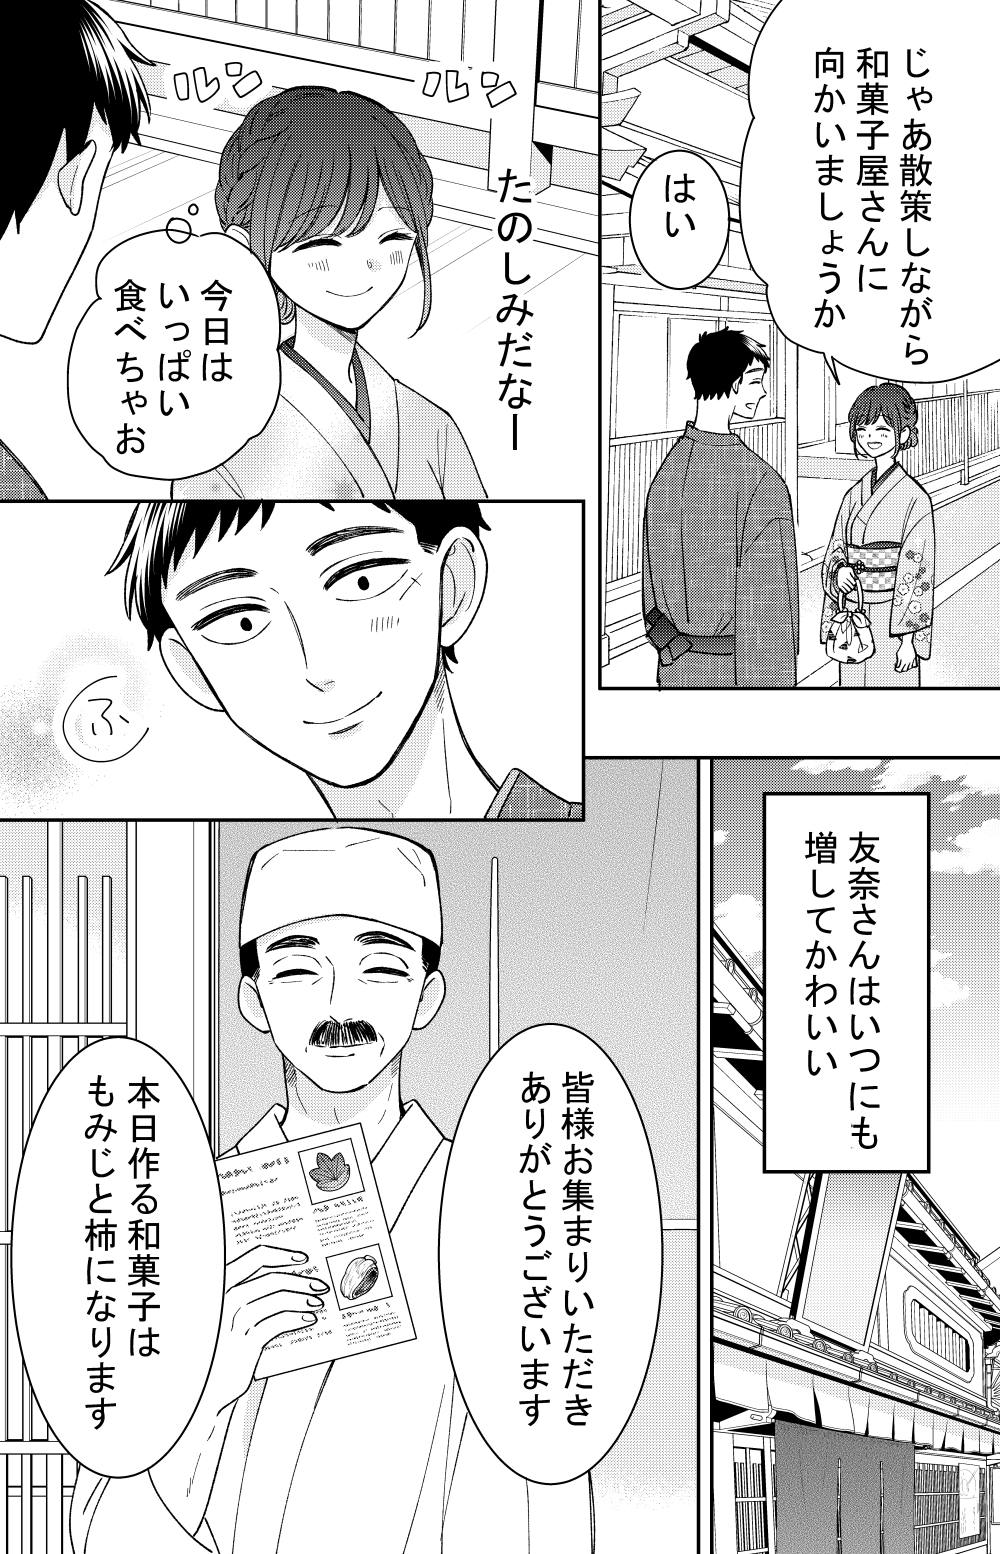 じゃあ散策しながら
和菓子屋さんに
向かいましょうか
はい
ルンルン
たのしみだなー
今日は
いっぱい
食べちゃお
ふ
友奈さんはいつにも
増してかわいい
皆様お集まりいただき
ありがとうございます
本日作る和菓子は
もみじと柿になります